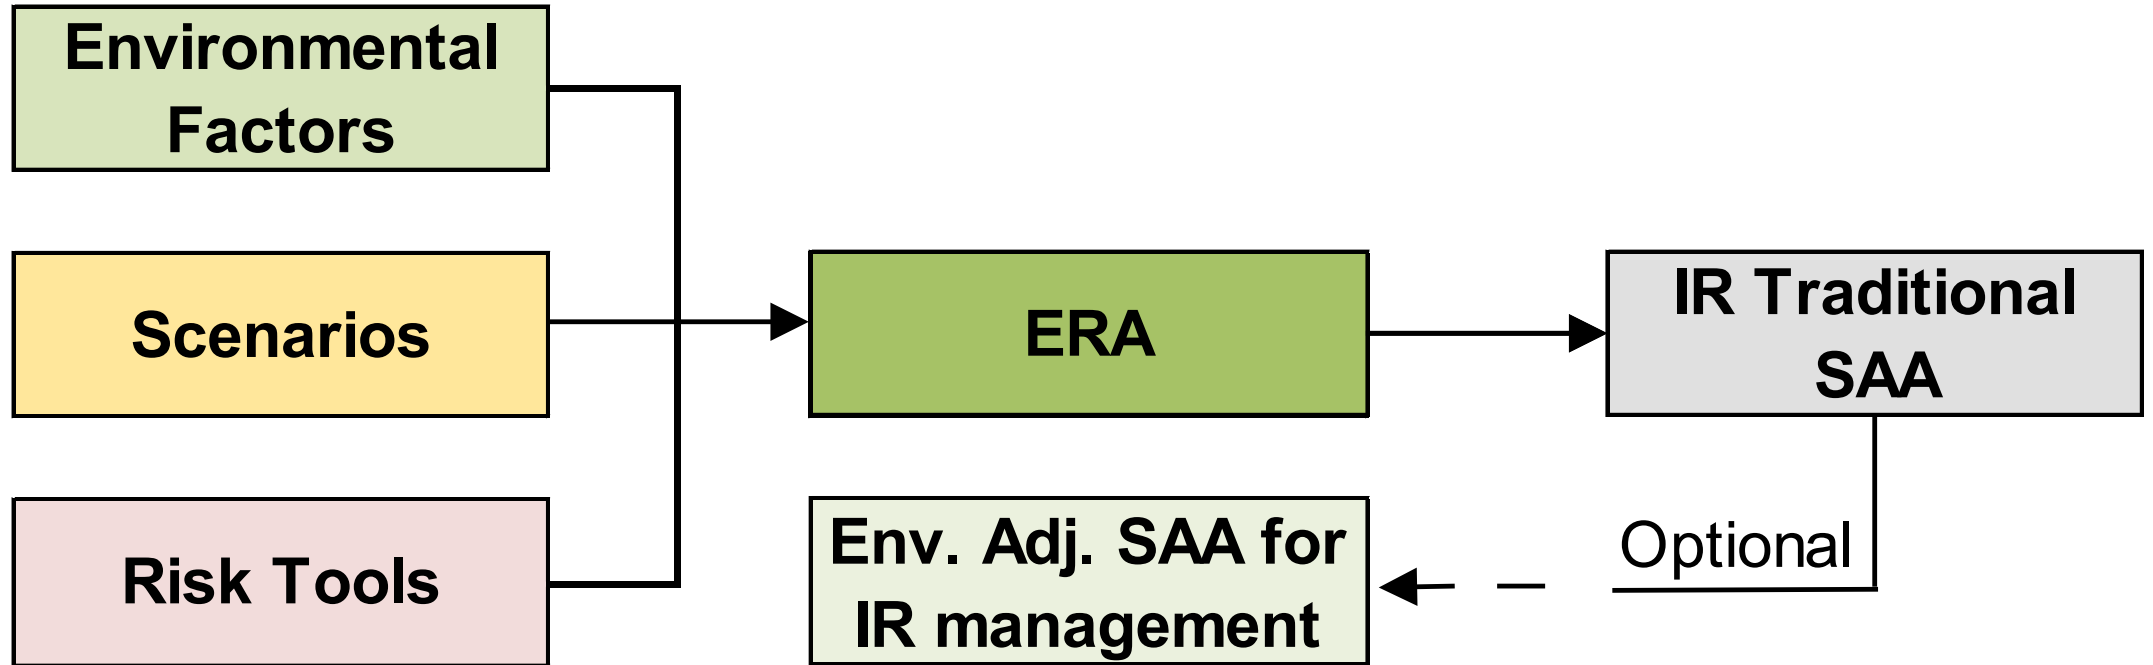 Environmental
Factors
Scenarios
ERA
IR Traditional
SAA
Risk Tools
Env. Adj. SAA for
IR management
Optional